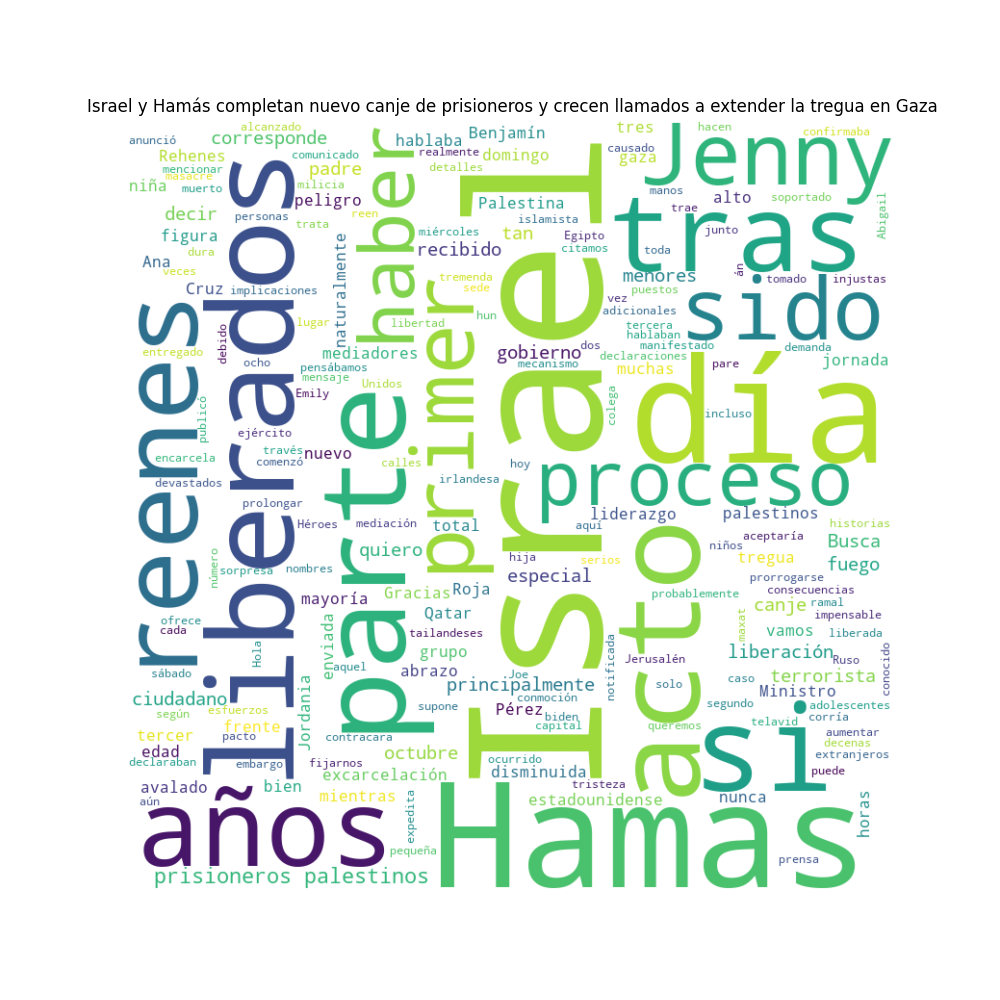 Israel y Hamás completan nuevo canje de prisioneros y crecen llamados a extender la tregua en Gaza
alcanzado
anunció
corresponde
hablaba
Benjamín
tres
hacen
confirmaba
Jenny
Rehenes
comunicado
realmente
domingo
causado
gaza
masacre
mencionar
padre
detalles
niña
muerto
milicia
peligro
manos
alto
soportado
decir
personas
reen
Palestina
trae
tras
Abigail
figura
trata
miércoles
islamista
junto
dura
haber
recibido
tan
Egipto
citamos
toda
Ana
veces
naturalmente
tremenda
sede
menores
án
tomado
injustas
Cruz
implicaciones
puestos
vez
adicionales
sido
liberados
lugar
libertad
hun
tercera
hablaban
manifestado
demanda
entregado
debido
mediadores
primer
Israel
gobierno
dos
declaraciones
jornada
ocho
pensábamos
mensaje
mecanismo
muchas
pare
reenes
Emily
Unidos
día
publicó
parte
colega
incluso
ejército
encarcela
través
comenzó
nuevo
calles
hoy
proceso
devastados
irlandesa
prolongar
liderazgo
palestinos
Héroes
mediación
total
aquí
historias
aceptaría
quiero
hija
serios
niños
tregua
Busca
número
sorpresa
nombres
especial
acto
prorrogarse
fuego
ofrece
mayoría
Gracias
Roja
probablemente
consecuencias
canje
ramal
cada
enviada
Qatar
maxat
impensable
tailandeses
vamos
liberada
Hola
grupo
notificada
liberación
Ruso
conocido
sábado
aquel
abrazo
Joe
Jerusalén
caso
terrorista
Jordania
principalmente
solo
Ministro
ciudadano
supone
conmoción
segundo
adolescentes
según
esfuerzos
Pérez
biden
si
tercer
pacto
frente
contracara
capital
queremos
telavid
corría
aumentar
edad
octubre
decenas
declaraban
embargo
fijarnos
ocurrido
extranjeros
excarcelación
disminuida
puede
avalado
bien
tristeza
aún
mientras
expedita
estadounidense
nunca
horas
años
Hamas
pequeña
prensa
prisioneros palestinos